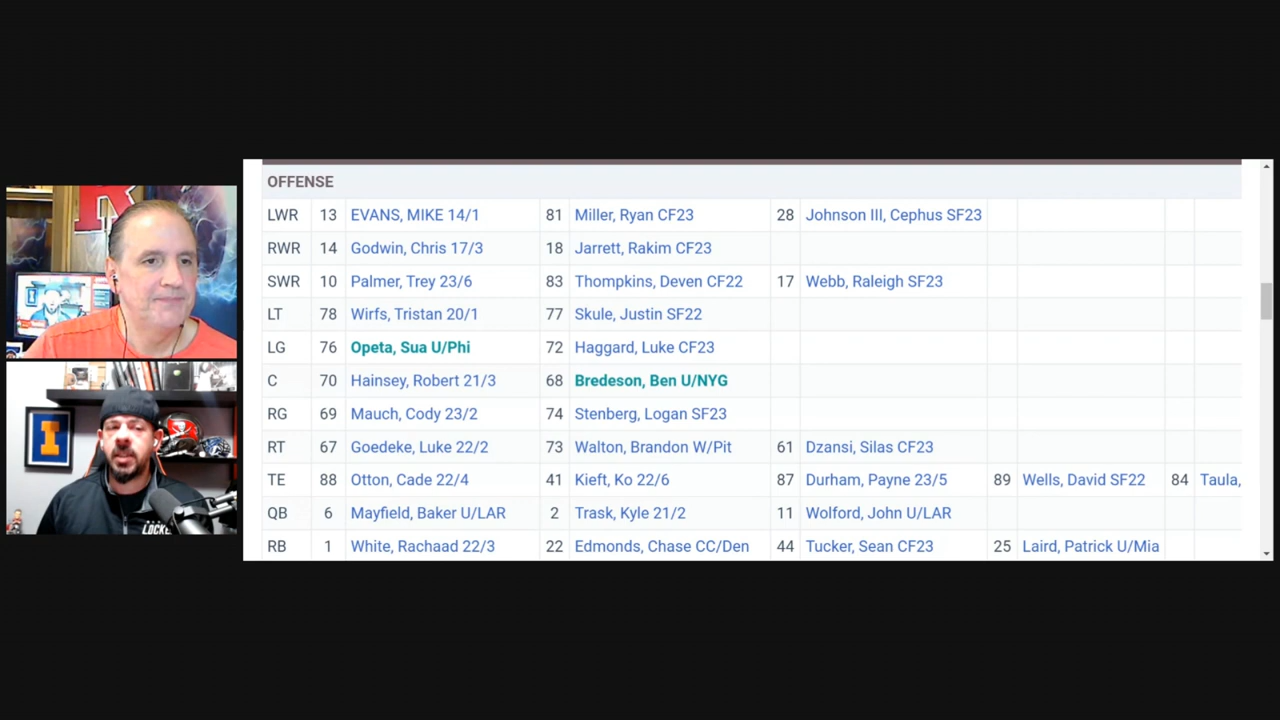 OFFENSE
LWR 13 EVANS, MIKE 14/1 81 Miller, Ryan CF23 28 Johnson III, Cephus SF23
RWR 14 Godwin, Chris 17/3 18 Jarrett, Rakim CF23
SWR 10 Palmer, Trey 23/6 83 Thompkins, Deven CF22 17 Webb, Raleigh SF23
LT 78 Wirfs, Tristan 20/1 77 Skule, Justin SF22
LG 76 Opeta, Sua U/Phi 72 Haggard, Luke CF23
C 70 Hainsey, Robert 21/3 68 Bredeson, Ben U/NYG
RG 69 Mauch, Cody 23/2 74 Stenberg, Logan SF23
RT 67 Goedeke, Luke 22/2 73 Walton, Brandon W/Pit 61 Dzansi, Silas CF23
TE 88 Otton, Cade 22/4 41 Kieft, Ko 22/6 87 Durham, Payne 23/5 89 Wells, David SF22 84 Taula,
QB 6 Mayfield, Baker U/LAR 2 Trask, Kyle 21/2 11 Wolford, John U/LAR
RB 1 White, Rachaad 22/3 22 Edmonds, Chase CC/Den 44 Tucker, Sean CF23 25 Laird, Patrick U/Mia
R
I
LOCKE